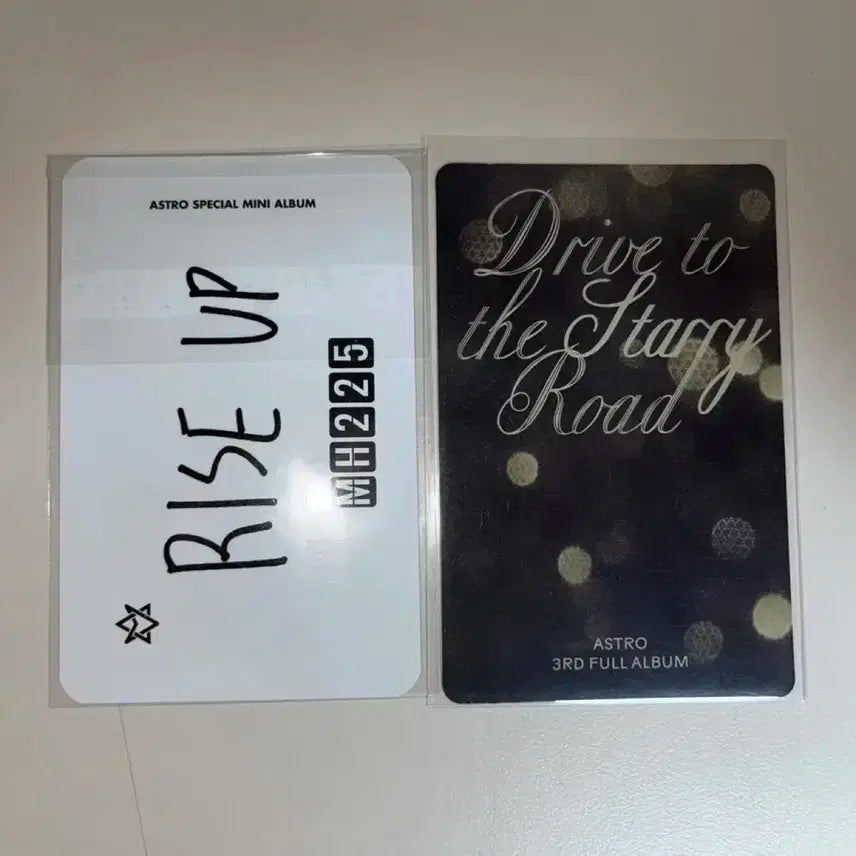 ASTRO SPECIAL MINI ALBUM
RISE UP
MH225
Drive to
the Starry
Road
ASTRO
3RD FULL ALBUM